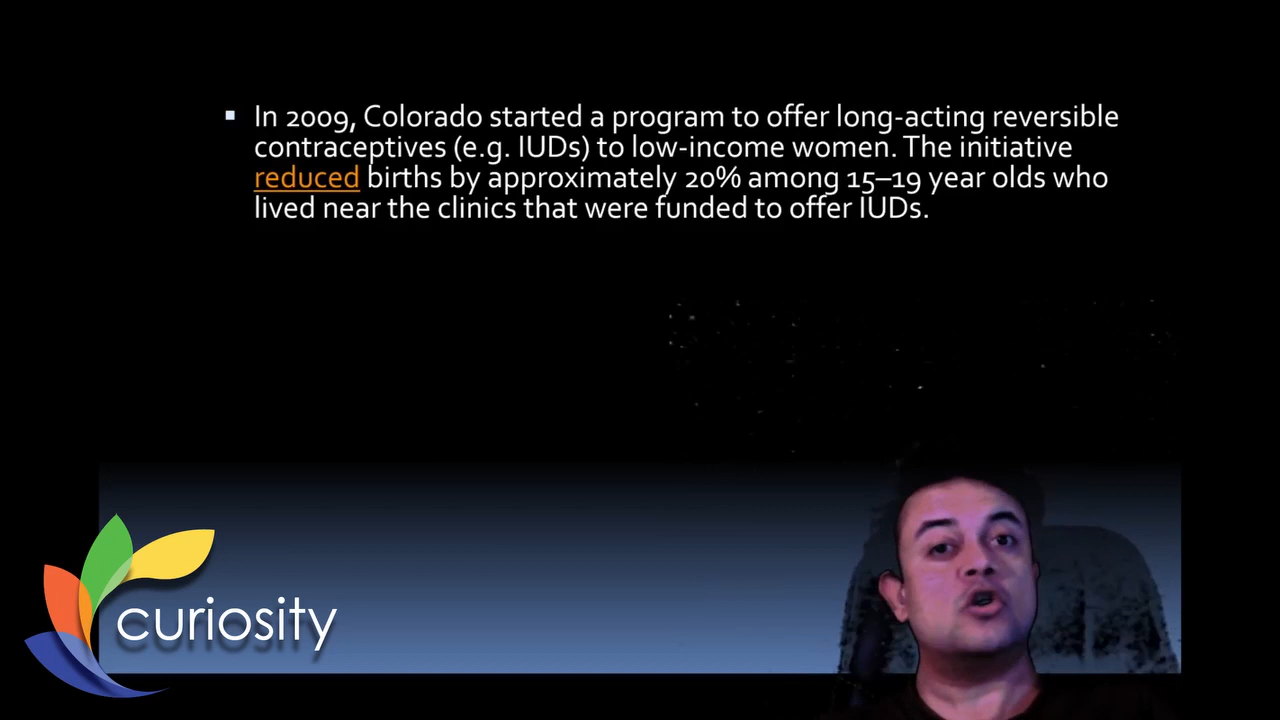 In 2009, Colorado started a program to offer long-acting reversible
contraceptives (e.g. IUDs) to low-income women. The initiative
reduced births by approximately 20% among 15–19 year olds who
lived near the clinics that were funded to offer IUDs.
curiosity